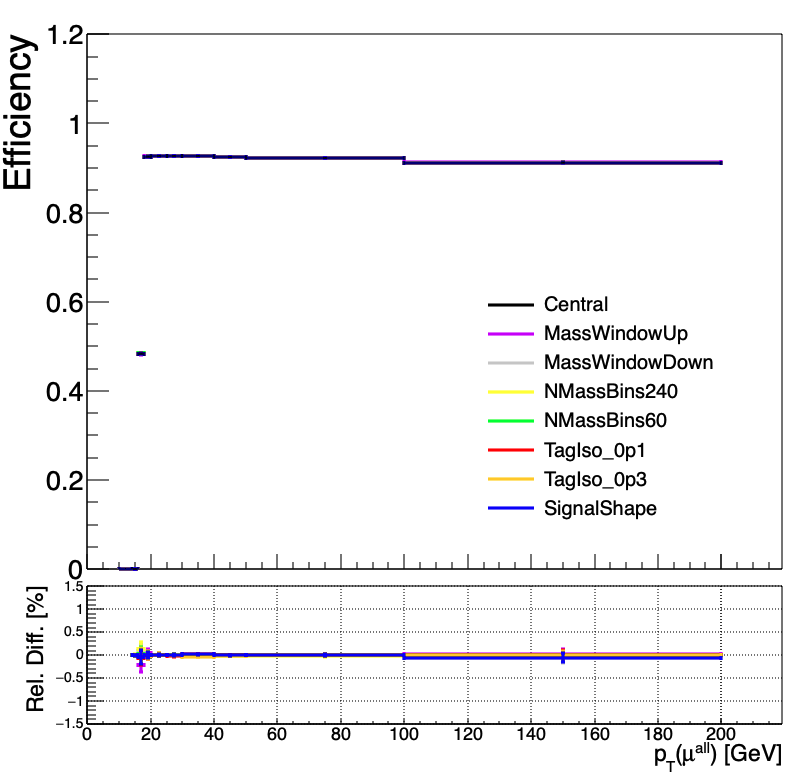 1.2
1
0.8
0.6
0.4
0.2
0
Efficiency
Central
MassWindowUp
MassWindowDown
NMassBins240
NMassBins60
TagIso_0p1
TagIso_0p3
SignalShape
1.5
1
0.5
0
−0.5
−1
−1.5
Rel. Diff. [%]
0 20 40 60 80 100 120 140 160 180 200
p_T(μ^all) [GeV]